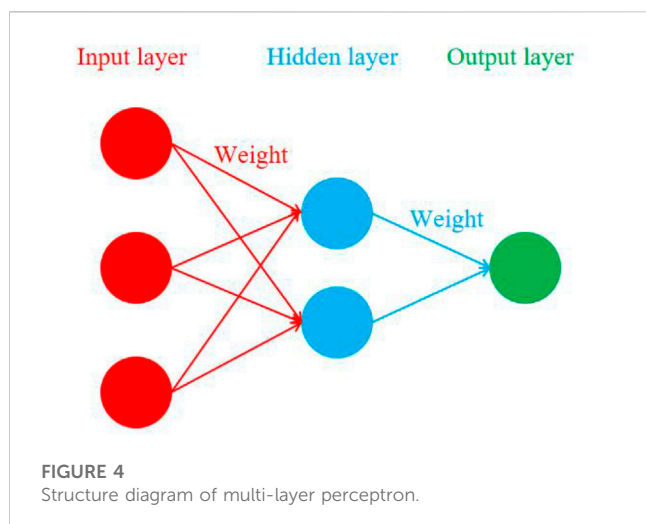 Input layer Hidden layer Output layer
Weight
Weight
FIGURE 4
Structure diagram of multi-layer perceptron.